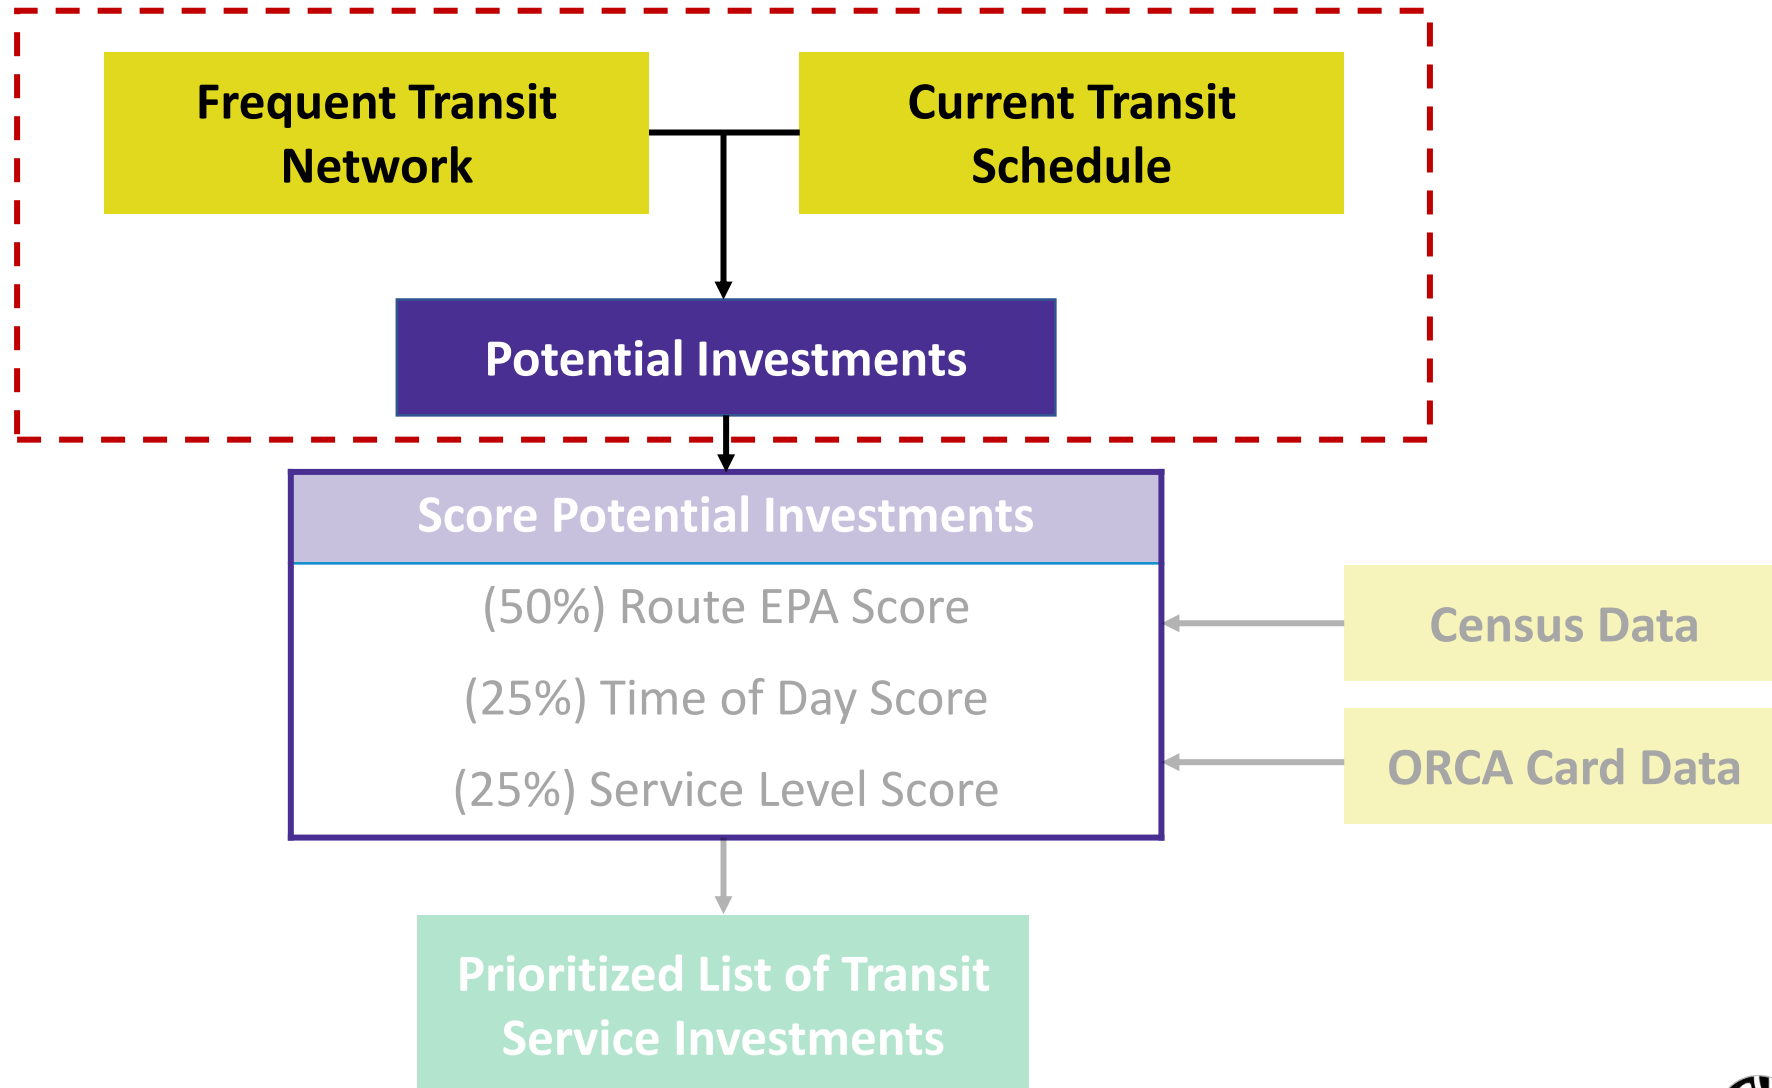 Frequent Transit
Network
Current Transit
Schedule
Potential Investments
Score Potential Investments
(50%) Route EPA Score
(25%) Time of Day Score
(25%) Service Level Score
Census Data
ORCA Card Data
Prioritized List of Transit
Service Investments